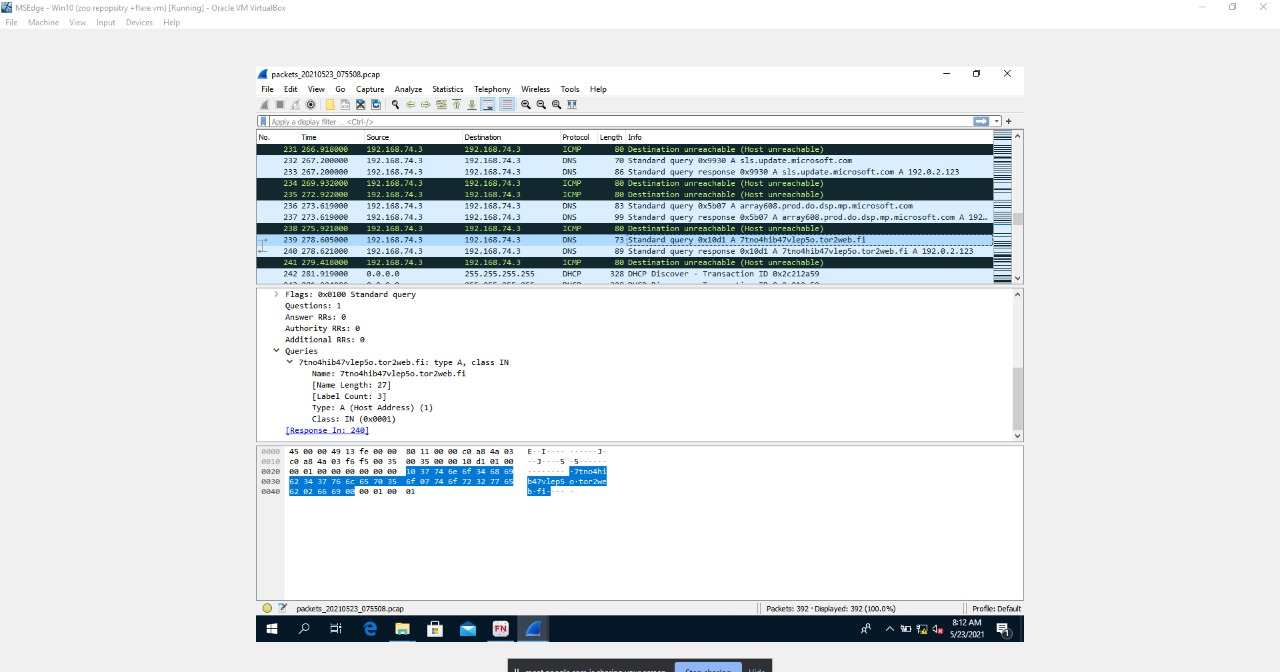 MSEdge - Win10 (zoo repopsitry +flare vm) [Running] - Oracle VM VirtualBox
File Machine View Input Devices Help
packets_20210523_075508.pcap
File Edit View Go Capture Analyze Statistics Telephony Wireless Tools Help
Apply a display filter ... <Ctrl-/>
No. Time Source Destination Protocol Length Info
231 266.918000 192.168.74.3 192.168.74.3 ICMP 80 Destination unreachable (Host unreachable)
232 267.200000 192.168.74.3 192.168.74.3 DNS 70 Standard query 0x9930 A sls.update.microsoft.com
233 267.200000 192.168.74.3 192.168.74.3 DNS 86 Standard query response 0x9930 A sls.update.microsoft.com A 192.0.2.123
234 269.932000 192.168.74.3 192.168.74.3 ICMP 80 Destination unreachable (Host unreachable)
235 272.922000 192.168.74.3 192.168.74.3 ICMP 80 Destination unreachable (Host unreachable)
236 273.619000 192.168.74.3 192.168.74.3 DNS 83 Standard query 0x5b07 A array608.prod.do.dsp.mp.microsoft.com
237 273.619000 192.168.74.3 192.168.74.3 DNS 99 Standard query response 0x5b07 A array608.prod.do.dsp.mp.microsoft.com A 192...
238 275.921000 192.168.74.3 192.168.74.3 ICMP 80 Destination unreachable (Host unreachable)
239 278.605000 192.168.74.3 192.168.74.3 DNS 73 Standard query 0x10d1 A 7tno4hib47vlep5o.tor2web.fi
240 278.621000 192.168.74.3 192.168.74.3 DNS 89 Standard query response 0x10d1 A 7tno4hib47vlep5o.tor2web.fi A 192.0.2.123
241 279.418000 192.168.74.3 192.168.74.3 ICMP 80 Destination unreachable (Host unreachable)
242 281.919000 0.0.0.0 255.255.255.255 DHCP 328 DHCP Discover - Transaction ID 0x2c212a59
Flags: 0x0100 Standard query
Questions: 1
Answer RRs: 0
Authority RRs: 0
Additional RRs: 0
Queries
7tno4hib47vlep5o.tor2web.fi: type A, class IN
Name: 7tno4hib47vlep5o.tor2web.fi
[Name Length: 27]
[Label Count: 3]
Type: A (Host Address) (1)
Class: IN (0x0001)
[Response In: 240]
0000 45 00 00 49 13 fe 00 00 80 11 00 00 c0 a8 4a 03 E··I···· ······J·
0010 c0 a8 4a 03 f6 f5 00 35 00 35 00 00 10 d1 01 00 ··J····5 ·5······
0020 00 01 00 00 00 00 00 00 10 37 74 6e 6f 34 68 69 ········ ·7tno4hi
0030 62 34 37 76 6c 65 70 35 6f 07 74 6f 72 32 77 65 b47vlep5 o·tor2we
0040 62 02 66 69 00 00 01 00 01 b·fi···· ·
packets_20210523_075508.pcap Packets: 392 · Displayed: 392 (100.0%) Profile: Default
FN
8:12 AM
5/23/2021
1
meet.google.com is sharing your screen. Stop sharing Hide